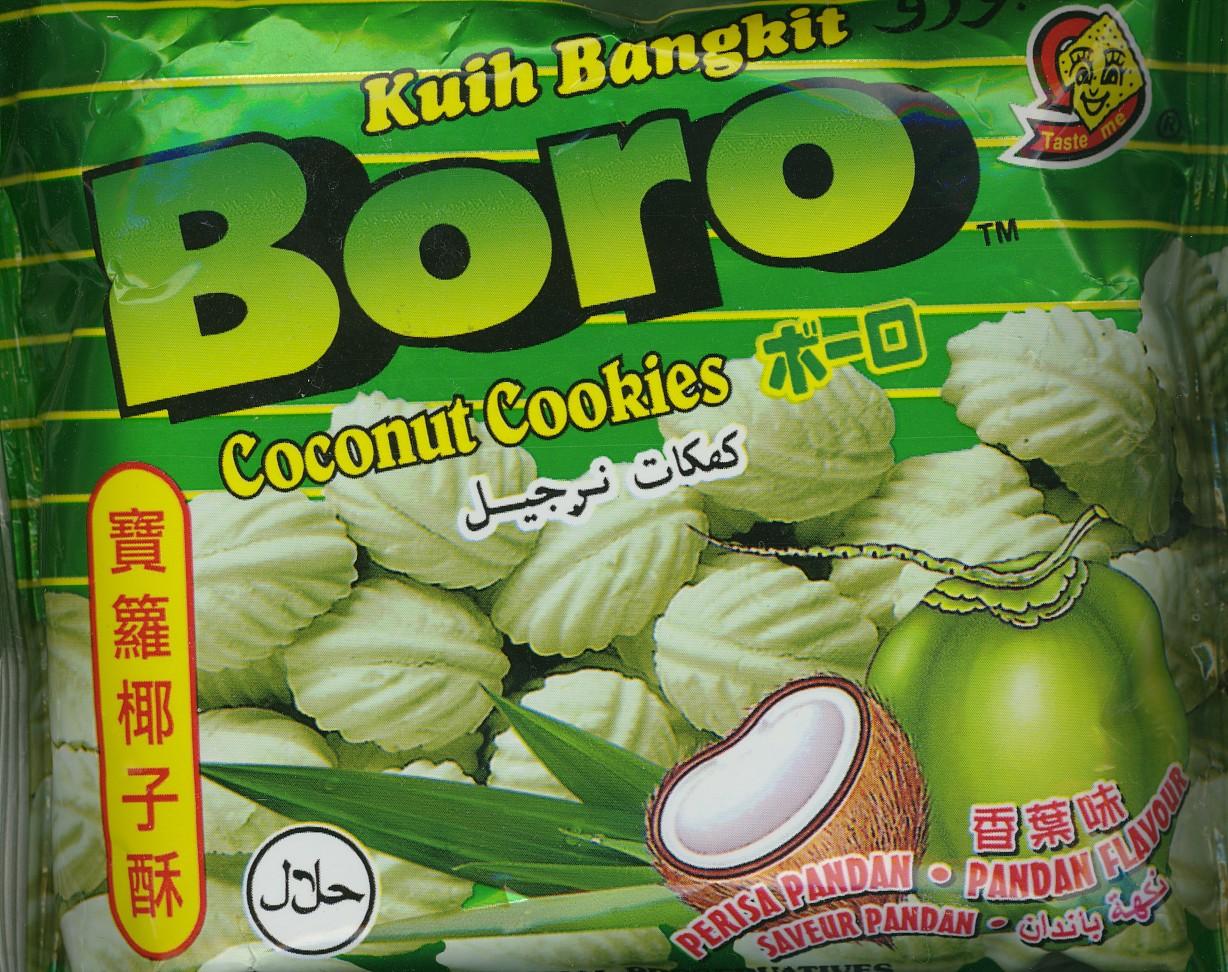 Kuih Bangkit
Taste me ®
Boro ™
ボーロ
Coconut Cookies
كعكات نرجيل
寶籮椰子酥
حلال
香葉味
PERISA PANDAN • PANDAN FLAVOUR
SAVEUR PANDAN • نكهة باندان